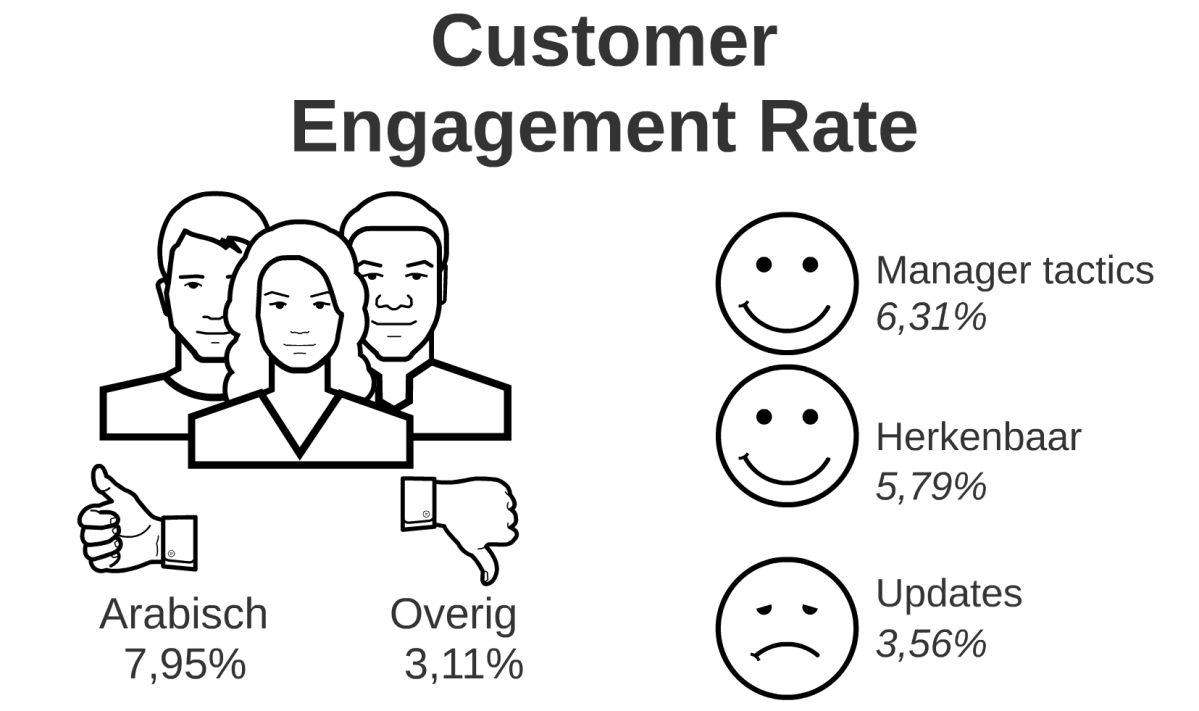 Customer
Engagement Rate
Manager tactics
6,31%
Herkenbaar
5,79%
Updates
3,56%
Arabisch
7,95%
Overig
3,11%